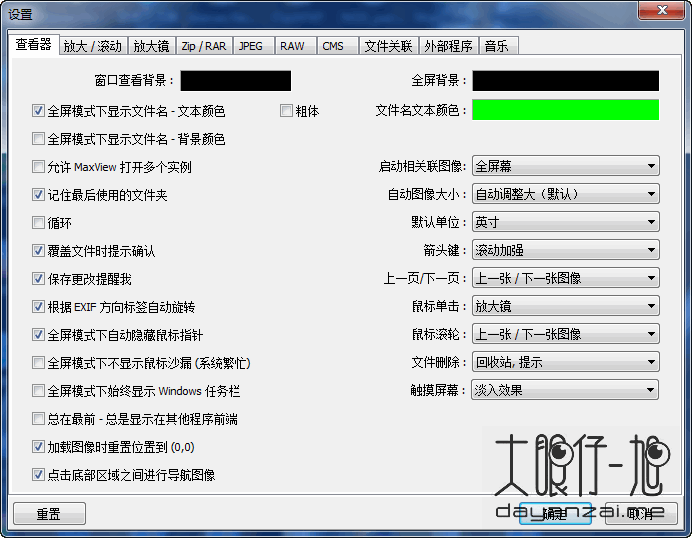 设置
查看器 放大 / 滚动 放大镜 Zip / RAR JPEG RAW CMS 文件关联 外部程序 音乐
窗口查看背景： 全屏背景：
全屏模式下显示文件名 - 文本颜色 粗体 文件名文本颜色：
全屏模式下显示文件名 - 背景颜色
允许 MaxView 打开多个实例 启动相关联图像： 全屏幕
记住最后使用的文件夹 自动图像大小： 自动调整大（默认）
循环 默认单位： 英寸
覆盖文件时提示确认 箭头键： 滚动加强
保存更改提醒我 上一页/下一页： 上一张 / 下一张图像
根据 EXIF 方向标签自动旋转 鼠标单击： 放大镜
全屏模式下自动隐藏鼠标指针 鼠标滚轮： 上一张 / 下一张图像
全屏模式下不显示鼠标沙漏 (系统繁忙) 文件删除： 回收站, 提示
全屏模式下始终显示 Windows 任务栏 触摸屏幕： 淡入效果
总在最前 - 总是显示在其他程序前端
加载图像时重置位置到 (0,0)
点击底部区域之间进行导航图像
大眼仔~旭
dayanzai.me
重置 确定 取消